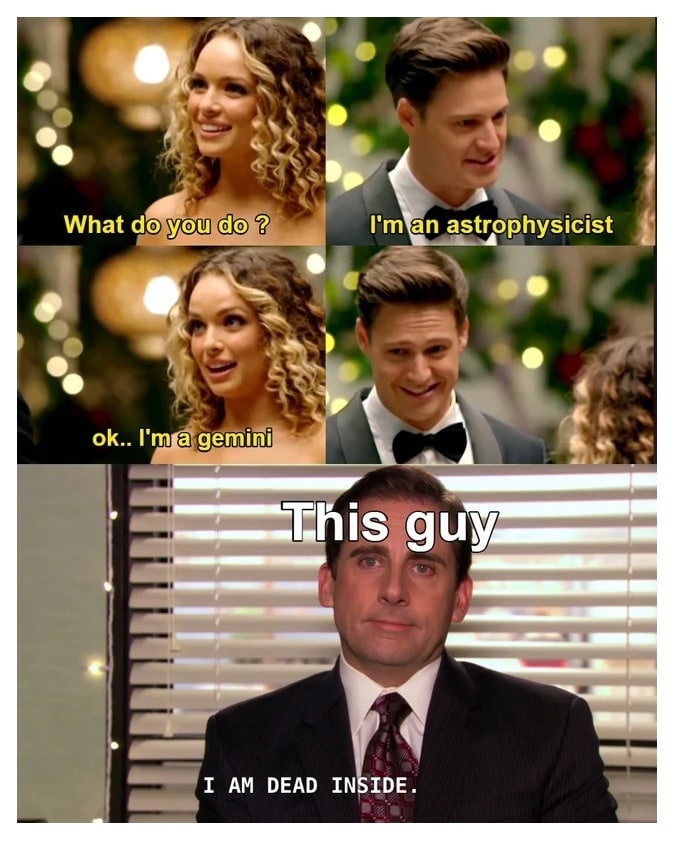 What do you do ?
I'm an astrophysicist
ok.. I'm a gemini
This guy
I AM DEAD INSIDE.